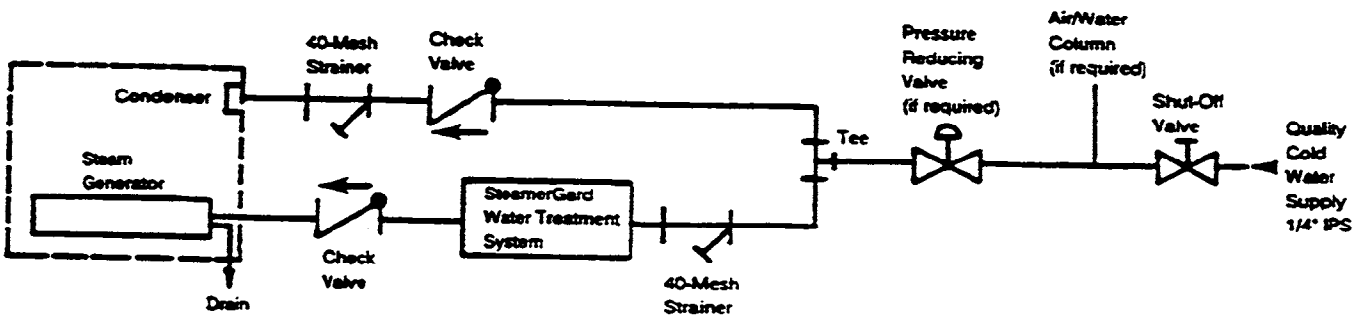 40-Mesh
Strainer
Check
Valve
Condenser
Steam
Generator
Drain
Check
Valve
SteamerGard
Water Treatment
System
40-Mesh
Strainer
Tee
Pressure
Reducing
Valve
(if required)
Air/Water
Column
(if required)
Shut-Off
Valve
Quality
Cold
Water
Supply
1/4" IPS